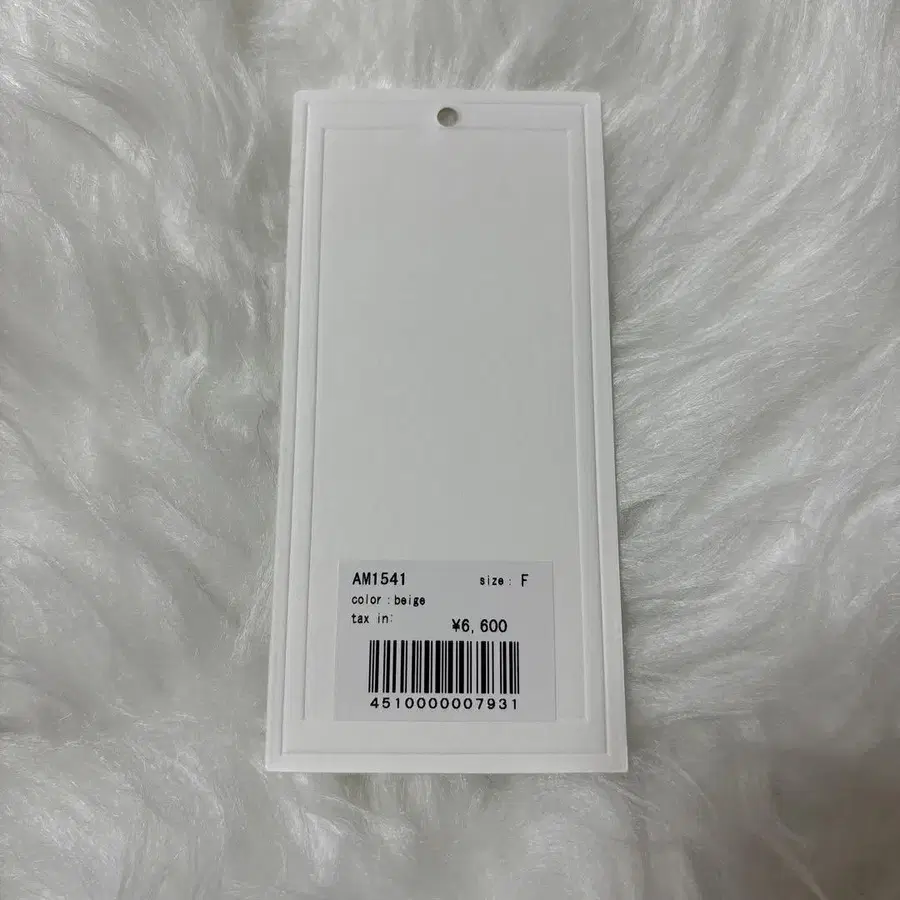 AM1541 size: F
color:beige
tax in:
¥6,600
4510000007931